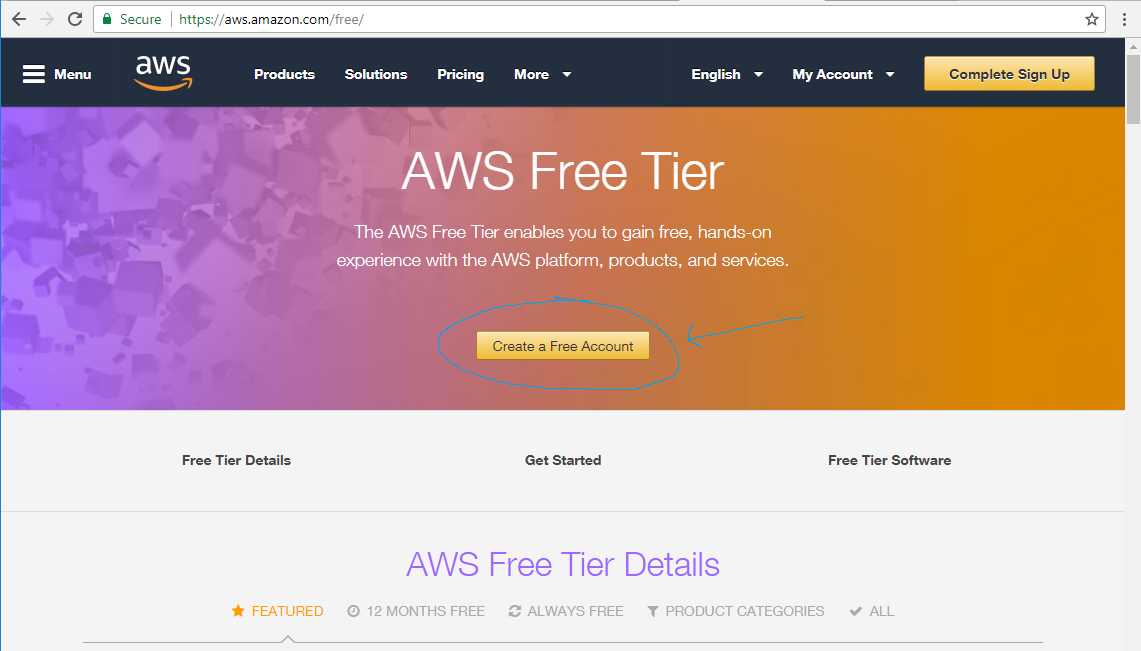 Secure https://aws.amazon.com/free/
Menu aws Products Solutions Pricing More English My Account Complete Sign Up
AWS Free Tier
The AWS Free Tier enables you to gain free, hands-on
experience with the AWS platform, products, and services.
Create a Free Account
Free Tier Details Get Started Free Tier Software
AWS Free Tier Details
FEATURED 12 MONTHS FREE ALWAYS FREE PRODUCT CATEGORIES ALL